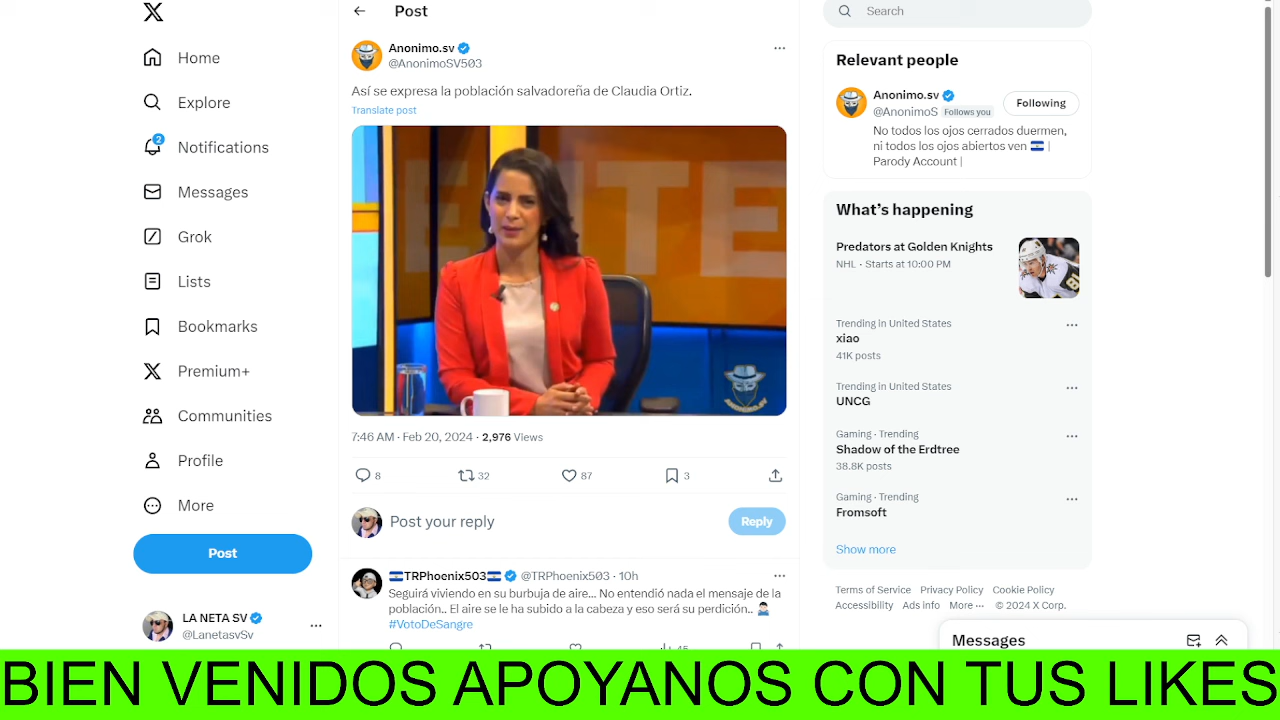 Home
Explore
2
Notifications
Messages
Grok
Lists
Bookmarks
Premium+
Communities
Profile
More
Post
LA NETA SV
@LanetasvSv
Post
Anonimo.sv
@AnonimoSV503
Así se expresa la población salvadoreña de Claudia Ortiz.
Translate post
ENTE
ANONIMO.SV
7:46 AM · Feb 20, 2024 · 2,976 Views
8
32
87
3
Post your reply
Reply
TRPhoenix503 @TRPhoenix503 · 10h
Seguirá viviendo en su burbuja de aire... No entendió nada el mensaje de la
población.. El aire se le ha subido a la cabeza y eso será su perdición..
#VotoDeSangre
Search
Relevant people
Anonimo.sv
@AnonimoS Follows you
Following
No todos los ojos cerrados duermen,
ni todos los ojos abiertos ven |
Parody Account |
What's happening
Predators at Golden Knights
NHL · Starts at 10:00 PM
Trending in United States
xiao
41K posts
Trending in United States
UNCG
Gaming · Trending
Shadow of the Erdtree
38.8K posts
Gaming · Trending
Fromsoft
Show more
Terms of Service Privacy Policy Cookie Policy
Accessibility Ads info More ··· © 2024 X Corp.
Messages
BIEN VENIDOS APOYANOS CON TUS LIKES